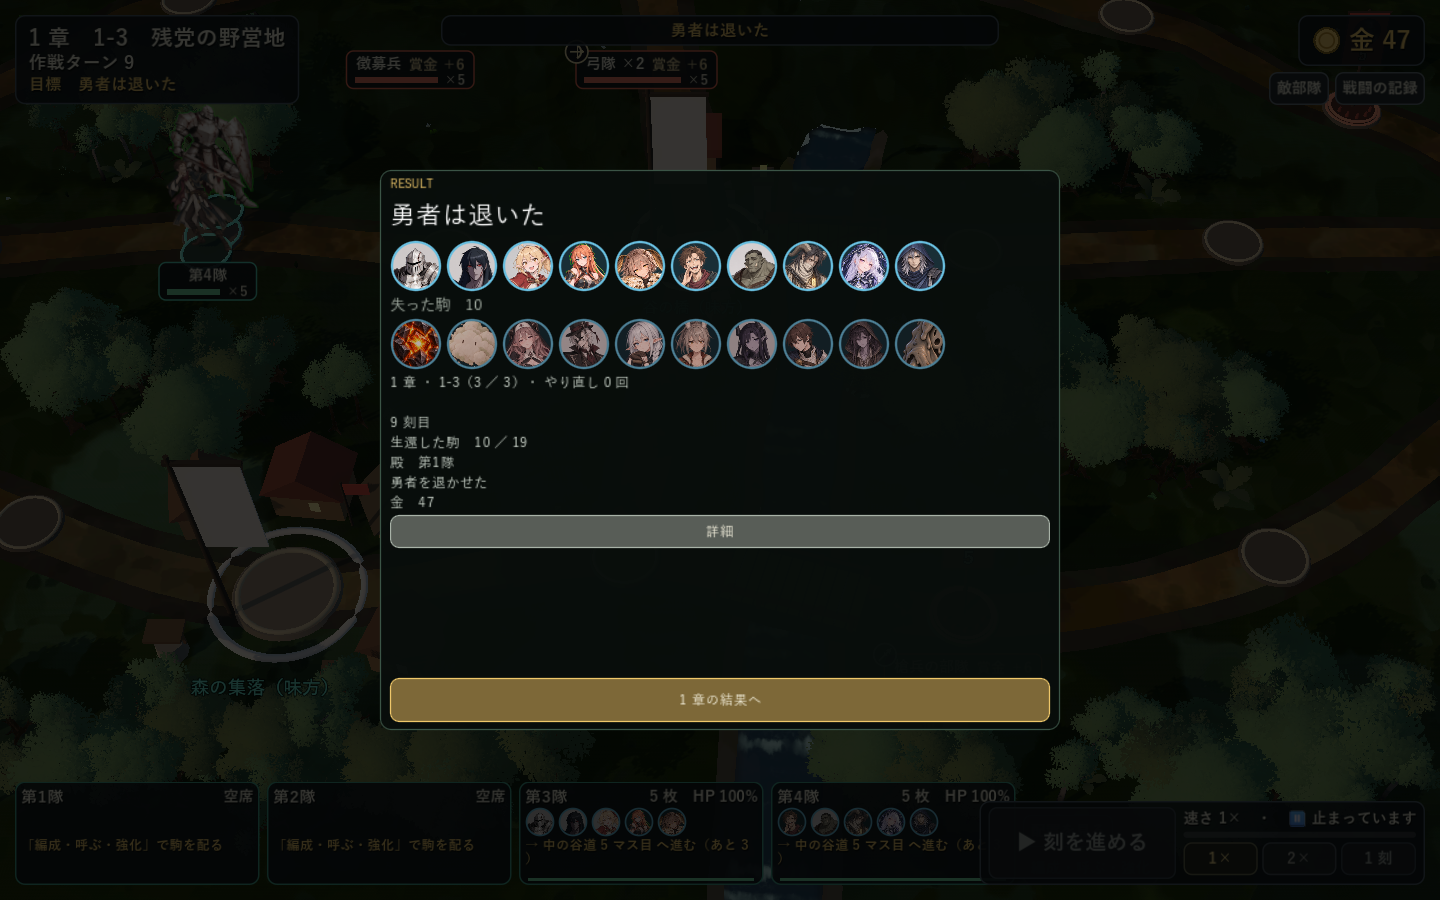 1 章　1-3　残党の野営地
作戦ターン 9
目標　勇者は退いた
勇者は退いた
徴募兵 賞金 +6
×5
弓隊 ×2 賞金 +6
×5
金 47
敵部隊
戦闘の記録
第4隊
×5
RESULT
勇者は退いた
失った駒　10
1 章 ・ 1-3（3 ／ 3） ・ やり直し 0 回
9 刻目
生還した駒　10 ／ 19
殿　第1隊
勇者を退かせた
金　47
詳細
1 章の結果へ
森の集落（味方）
第1隊 空席
「編成・呼ぶ・強化」で駒を配る
第2隊 空席
「編成・呼ぶ・強化」で駒を配る
第3隊 5 枚 HP 100%
→ 中の谷道 5 マス目 へ進む（あと 3
）
第4隊 5 枚 HP 100%
→ 中の谷道 5 マス目 へ進む（あ
）
▶ 刻を進める
速さ 1× ・ ⏸ 止まっています
1×
2×
1 刻